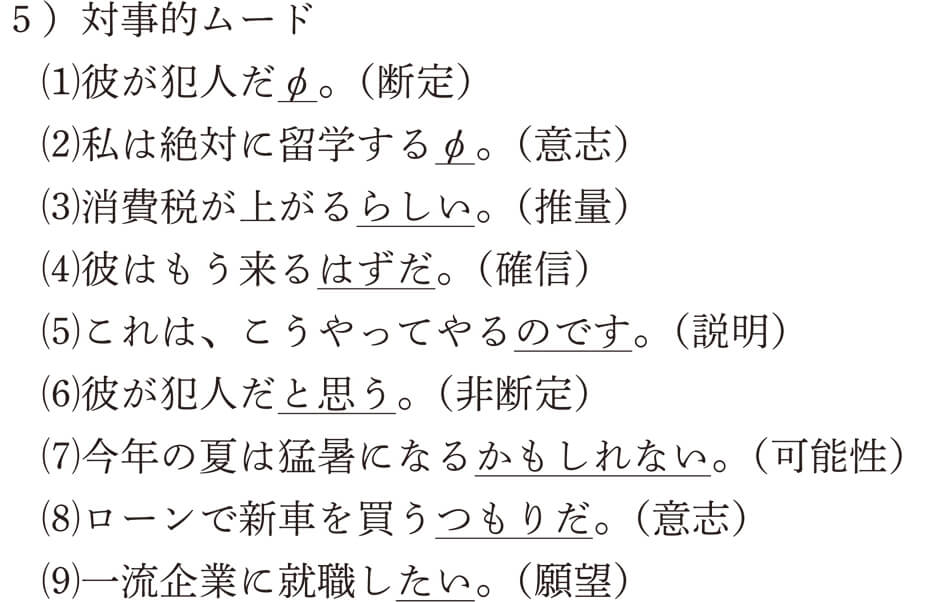 5）対事的ムード
⑴彼が犯人だφ。（断定）
⑵私は絶対に留学するφ。（意志）
⑶消費税が上がるらしい。（推量）
⑷彼はもう来るはずだ。（確信）
⑸これは、こうやってやるのです。（説明）
⑹彼が犯人だと思う。（非断定）
⑺今年の夏は猛暑になるかもしれない。（可能性）
⑻ローンで新車を買うつもりだ。（意志）
⑼一流企業に就職したい。（願望）